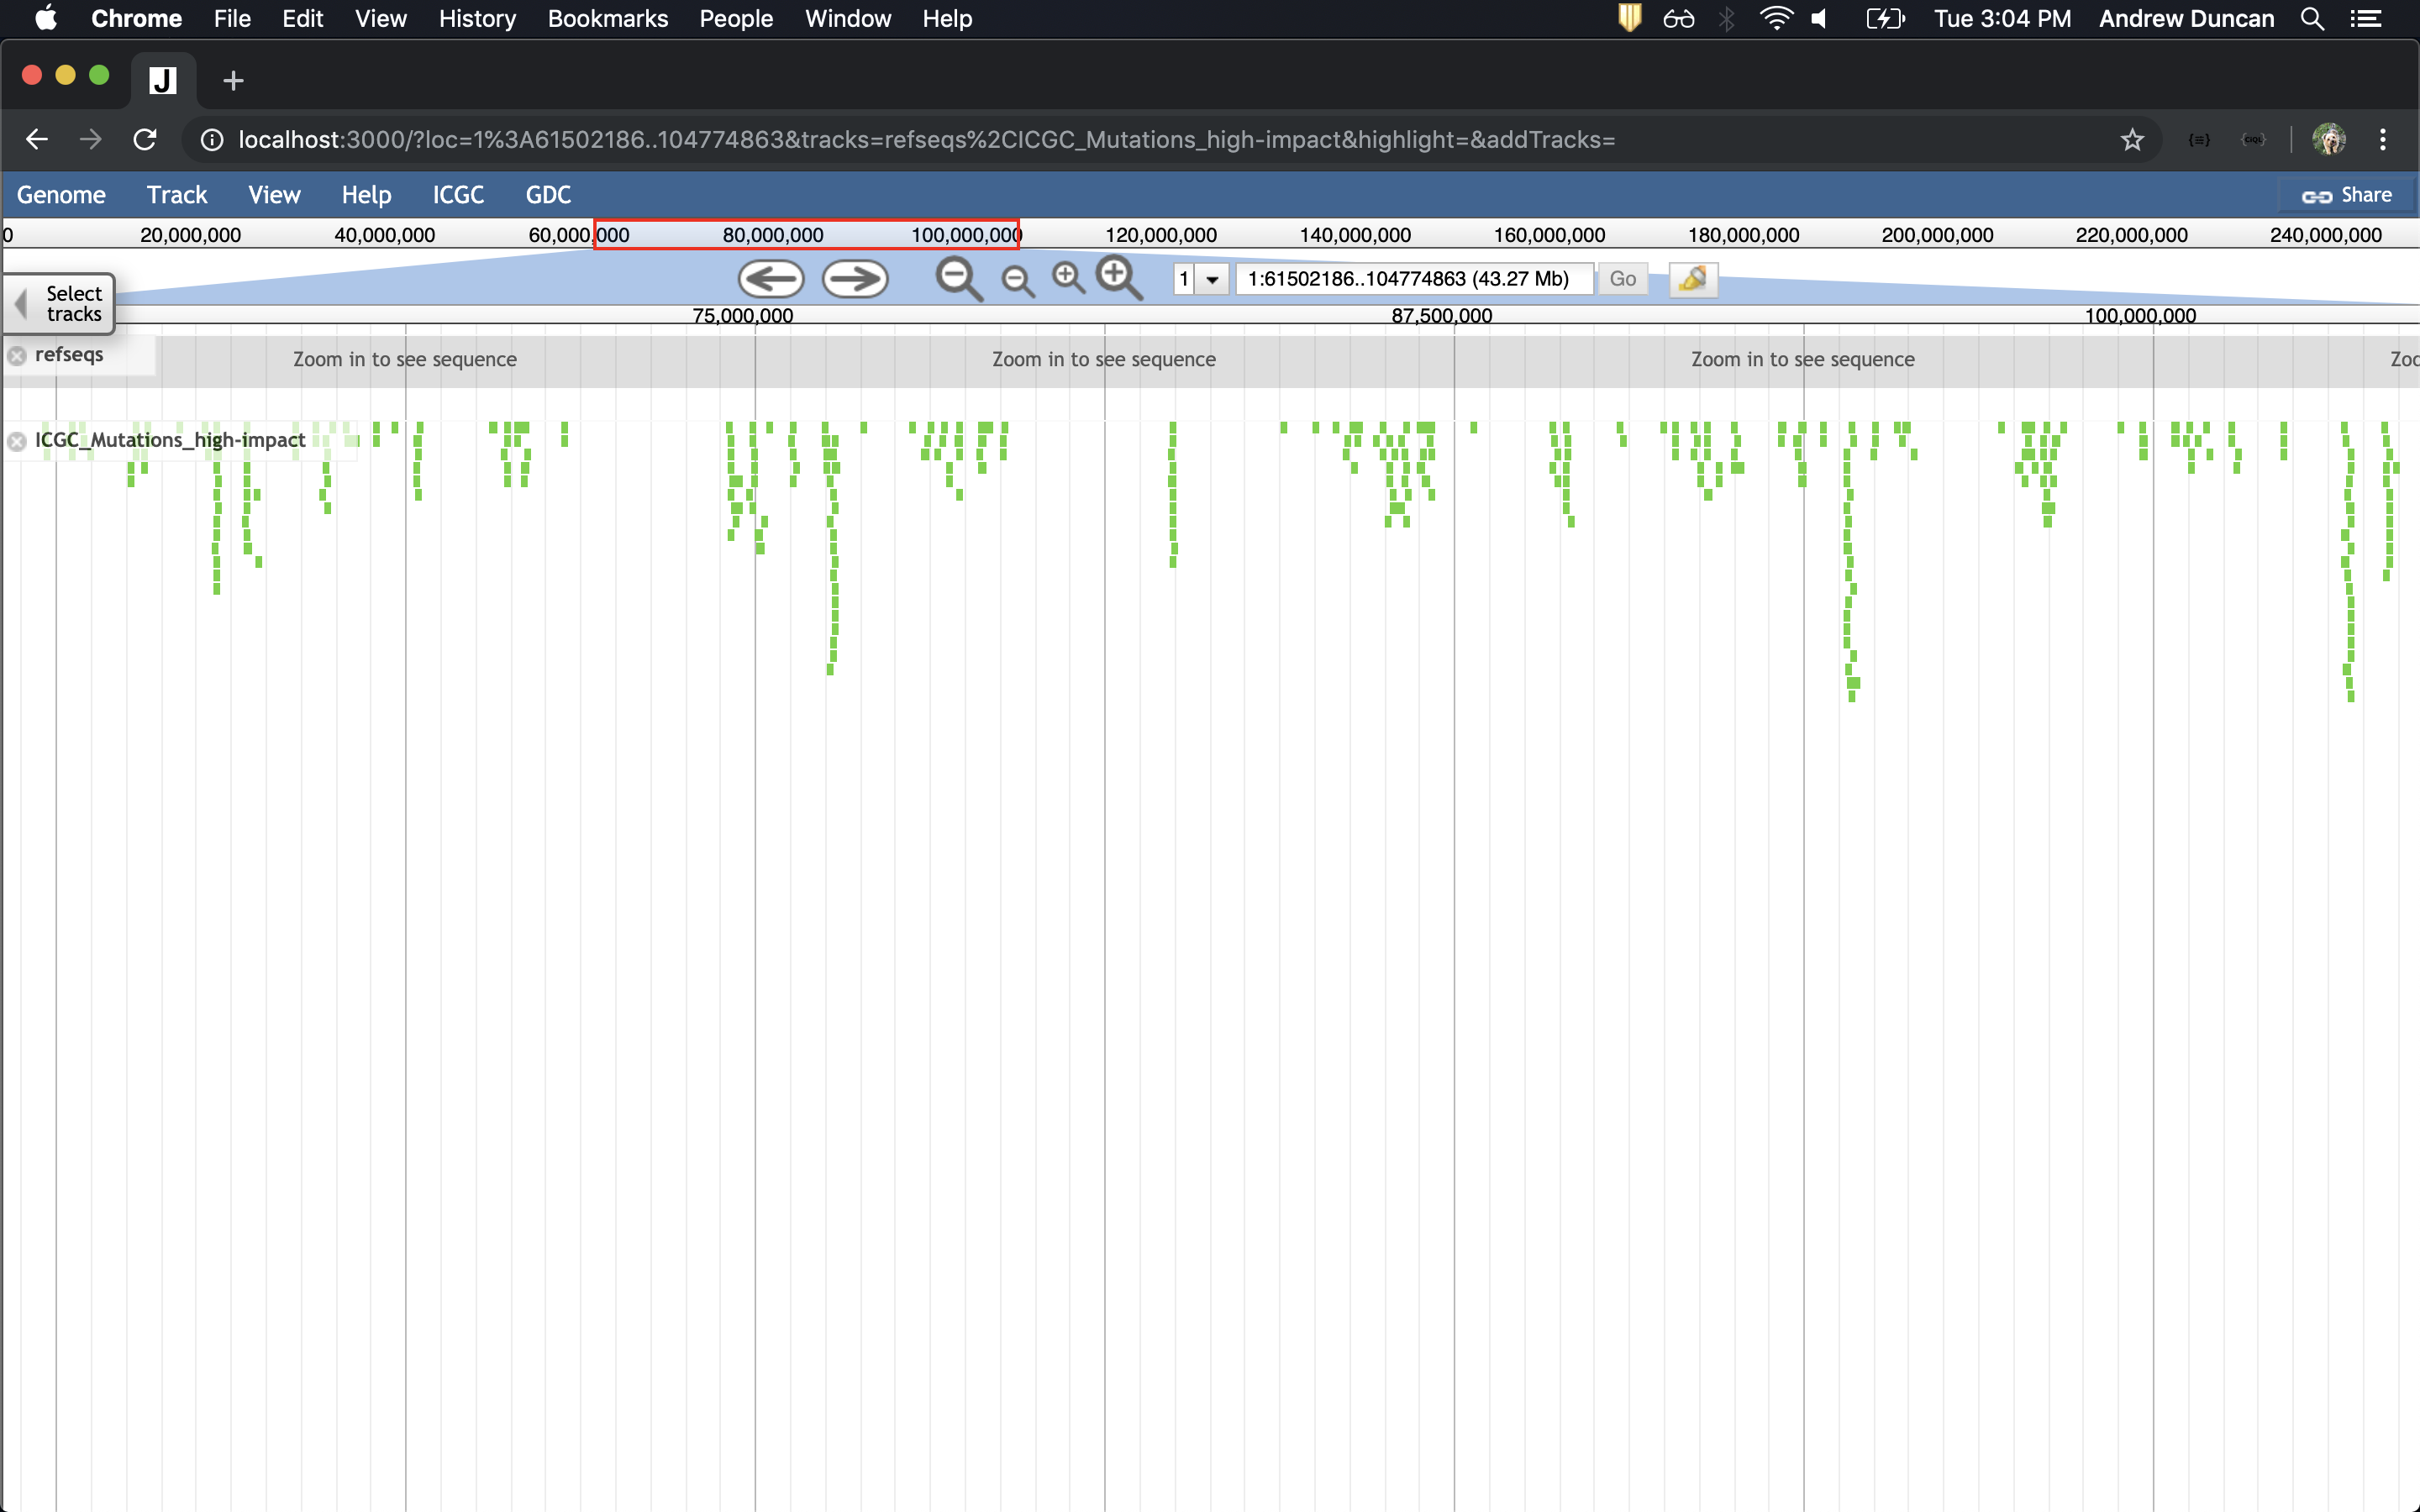 Chrome File Edit View History Bookmarks People Window Help Tue 3:04 PM Andrew Duncan
J
localhost:3000/?loc=1%3A61502186..104774863&tracks=refseqs%2CICGC_Mutations_high-impact&highlight=&addTracks=
Genome Track View Help ICGC GDC Share
0 20,000,000 40,000,000 60,000,000 80,000,000 100,000,000 120,000,000 140,000,000 160,000,000 180,000,000 200,000,000 220,000,000 240,000,000
1 1:61502186..104774863 (43.27 Mb) Go
Select
tracks
75,000,000 87,500,000 100,000,000
refseqs Zoom in to see sequence Zoom in to see sequence Zoom in to see sequence
ICGC_Mutations_high-impact